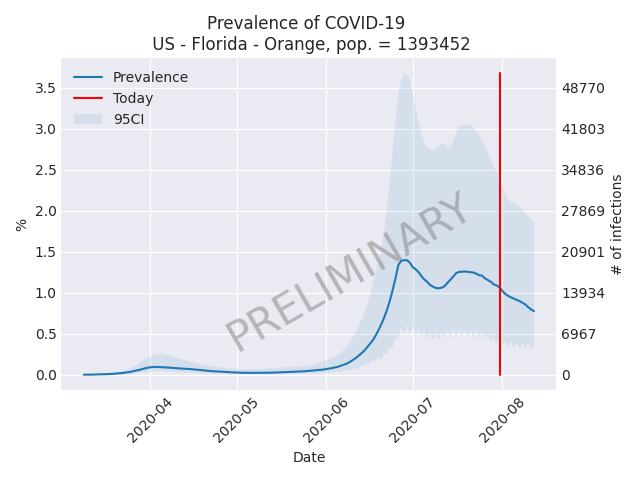 Prevalence of COVID-19
US - Florida - Orange, pop. = 1393452
Prevalence
Today
95CI
3.5
3.0
2.5
2.0
1.5
1.0
0.5
0.0
%
48770
41803
34836
27869
20901
13934
6967
0
# of infections
PRELIMINARY
2020-04
2020-05
2020-06
2020-07
2020-08
Date